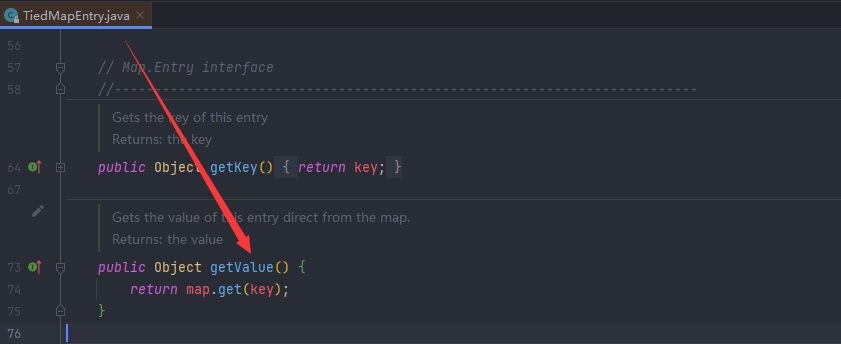 TiedMapEntry.java
56
57 // Map.Entry interface
58 //-------------------------------------------------------------------------
Gets the key of this entry
Returns: the key
64 public Object getKey() { return key; }
67
Gets the value of this entry direct from the map.
Returns: the value
73 public Object getValue() {
74 return map.get(key);
75 }
76